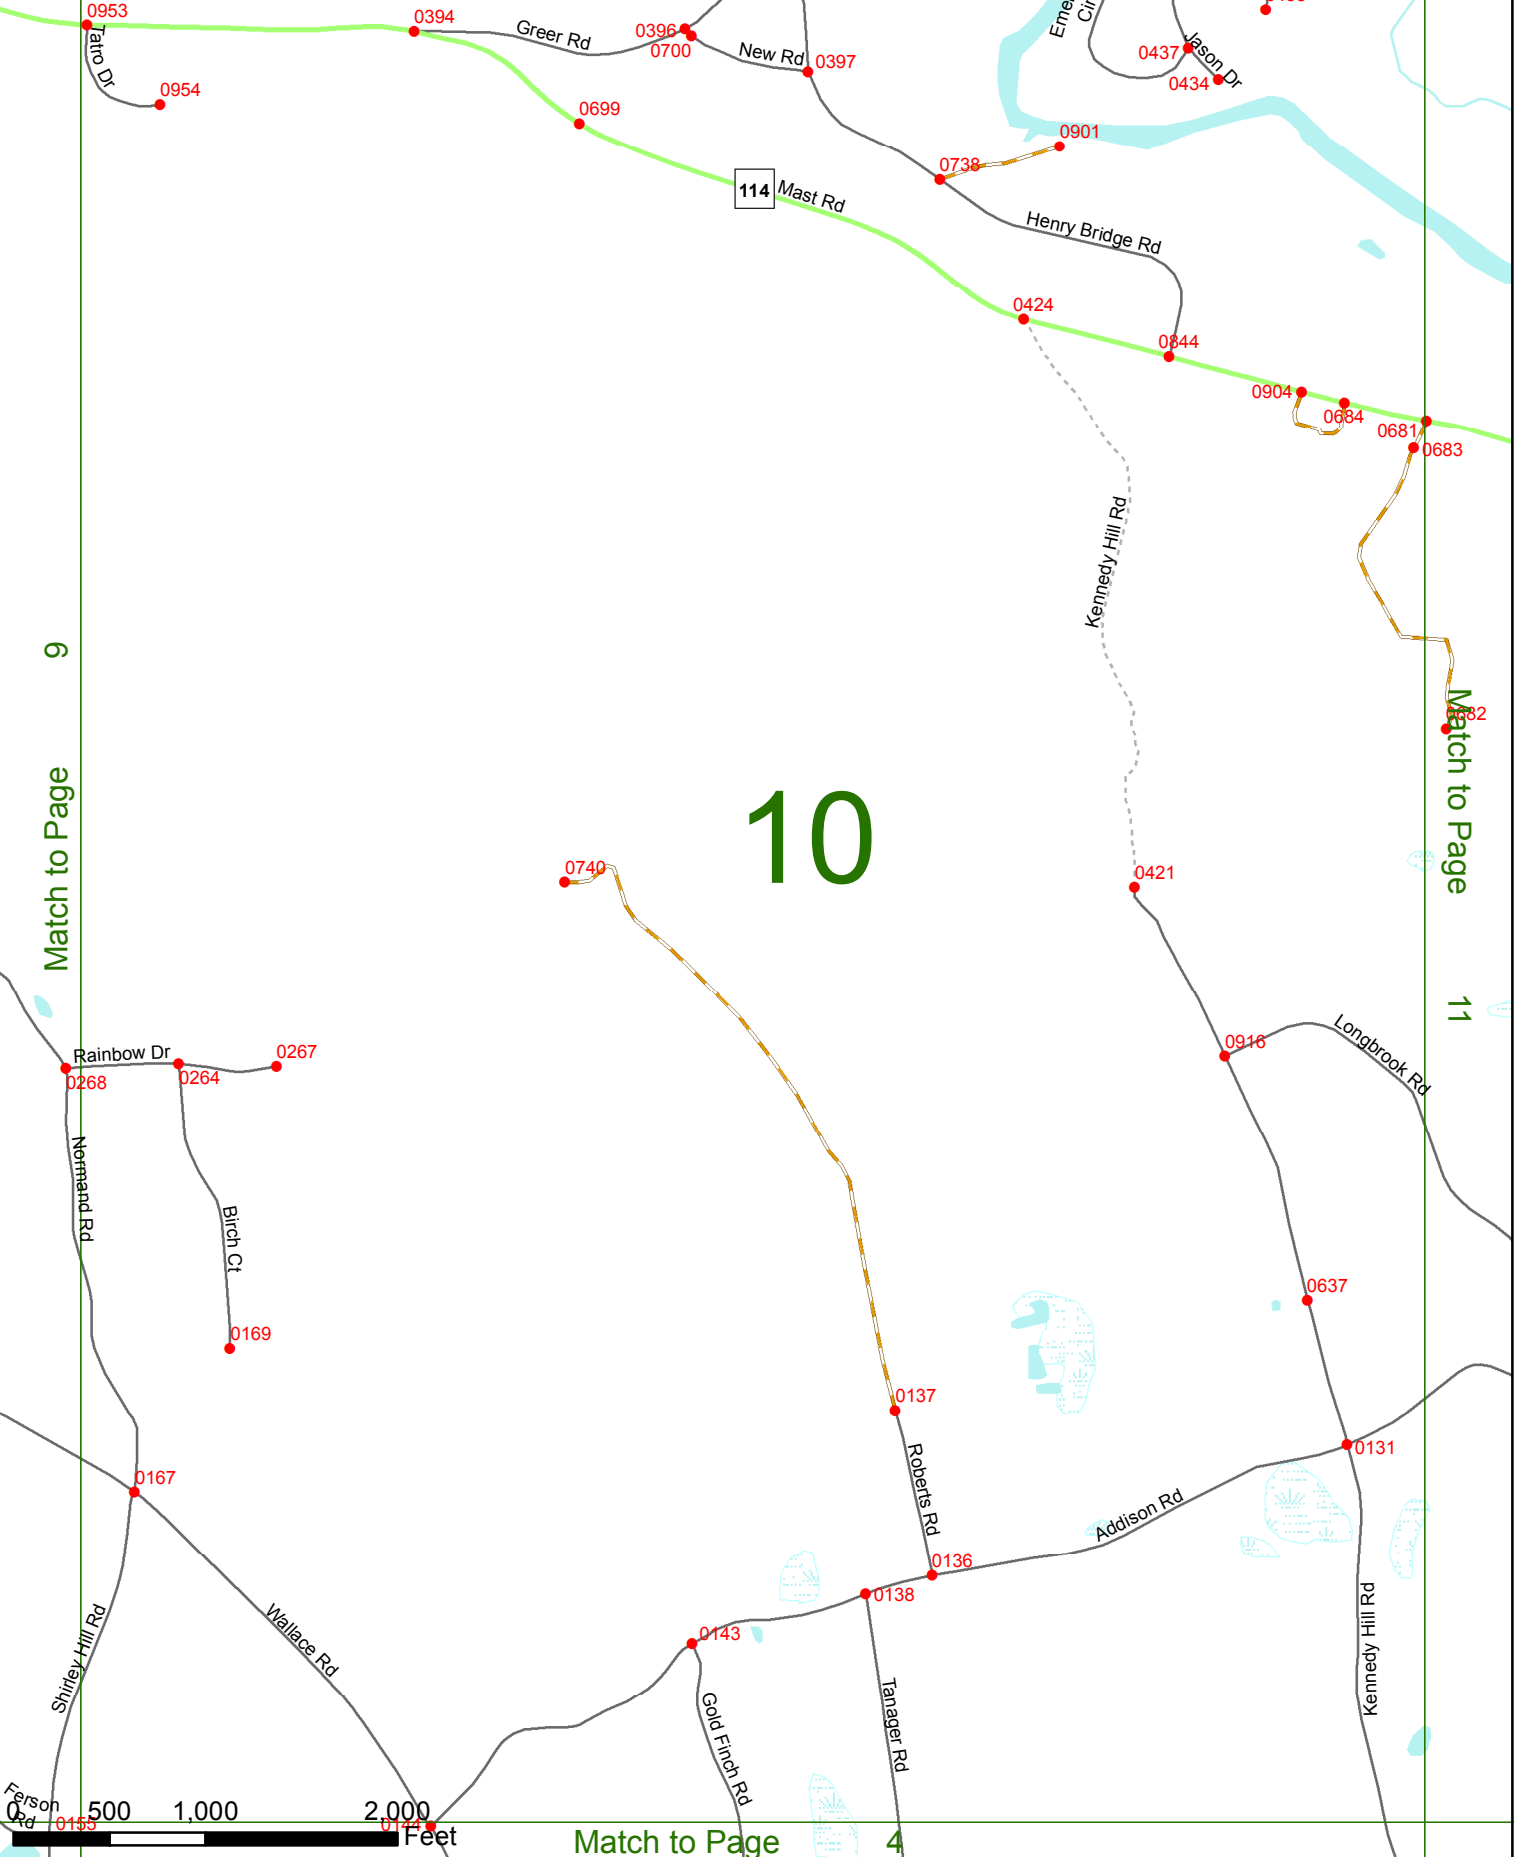 0953
0394
Greer Rd
0396
0700
New Rd
0397
0437
Jason Dr
0434
Tatro Dr
0954
0699
0901
0738
114
Mast Rd
Henry Bridge Rd
0424
0844
0904
0684
0681
0683
Kennedy Hill Rd
0682
Match to Page 9
Match to Page 11
10
0740
0421
0916
Longbrook Rd
Rainbow Dr
0268
0264
0267
Normand Rd
Birch Ct
0169
0637
0137
0131
Roberts Rd
0167
Addison Rd
0136
0138
0143
Shirley Hill Rd
Wallace Rd
Gold Finch Rd
Tanager Rd
Kennedy Hill Rd
Ferson Rd
0155
0144
0 500 1,000 2,000
Feet
Match to Page 4